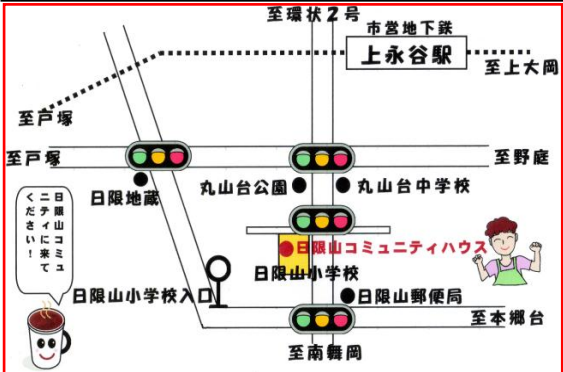 至環状2号
市営地下鉄
上永谷駅
至上大岡
至戸塚
至戸塚
至野庭
日限地蔵
丸山台公園
丸山台中学校
日限山コミュ
ニティに来て
ください！
日限山コミュニティハウス
日限山小学校
日限山小学校入口
日限山郵便局
至本郷台
至南舞岡